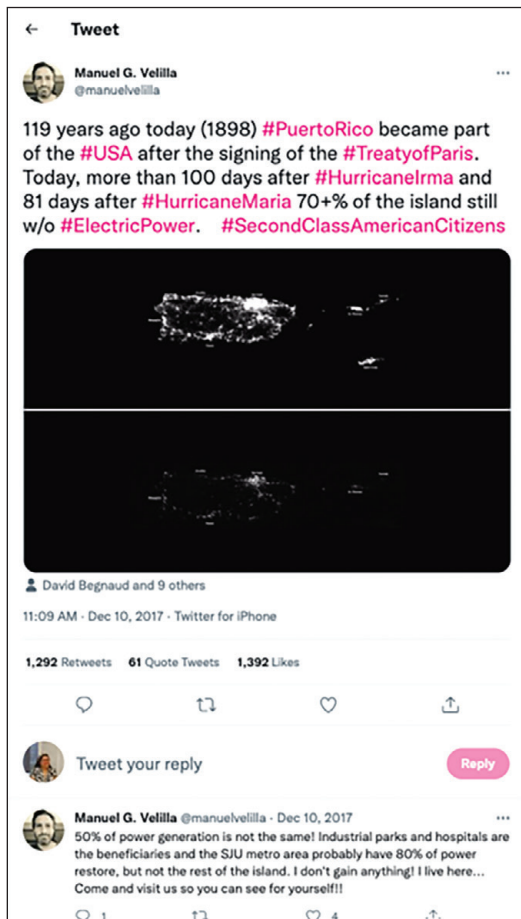 Tweet
Manuel G. Velilla
@manuelvelilla
119 years ago today (1898) #PuertoRico became part
of the #USA after the signing of the #TreatyofParis.
Today, more than 100 days after #HurricaneIrma and
81 days after #HurricaneMaria 70+% of the island still
w/o #ElectricPower. #SecondClassAmericanCitizens
David Begnaud and 9 others
11:09 AM · Dec 10, 2017 · Twitter for iPhone
1,292 Retweets 61 Quote Tweets 1,392 Likes
Tweet your reply
Reply
Manuel G. Velilla @manuelvelilla · Dec 10, 2017
50% of power generation is not the same! Industrial parks and hospitals are
the beneficiaries and the SJU metro area probably have 80% of power
restore, but not the rest of the island. I don't gain anything! I live here...
Come and visit us so you can see for yourself!!
1 4